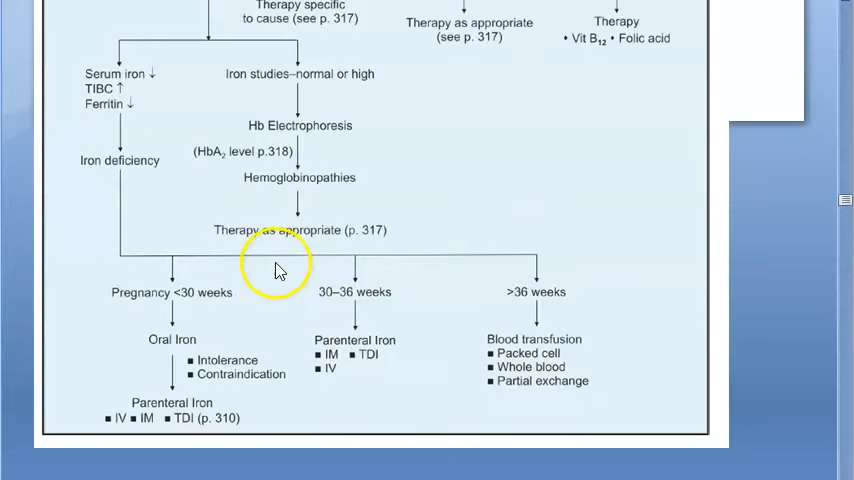 Therapy specific
to cause (see p. 317)
Therapy as appropriate
(see p. 317)
Therapy
• Vit B12 • Folic acid
Serum iron ↓
TIBC ↑
Ferritin ↓
Iron studies–normal or high
Hb Electrophoresis
(HbA2 level p.318)
Iron deficiency
Hemoglobinopathies
Therapy as appropriate (p. 317)
Pregnancy <30 weeks
30–36 weeks
>36 weeks
Oral Iron
■ Intolerance
■ Contraindication
Parenteral Iron
■ IV ■ IM ■ TDI (p. 310)
Parenteral Iron
■ IM ■ TDI
■ IV
Blood transfusion
■ Packed cell
■ Whole blood
■ Partial exchange